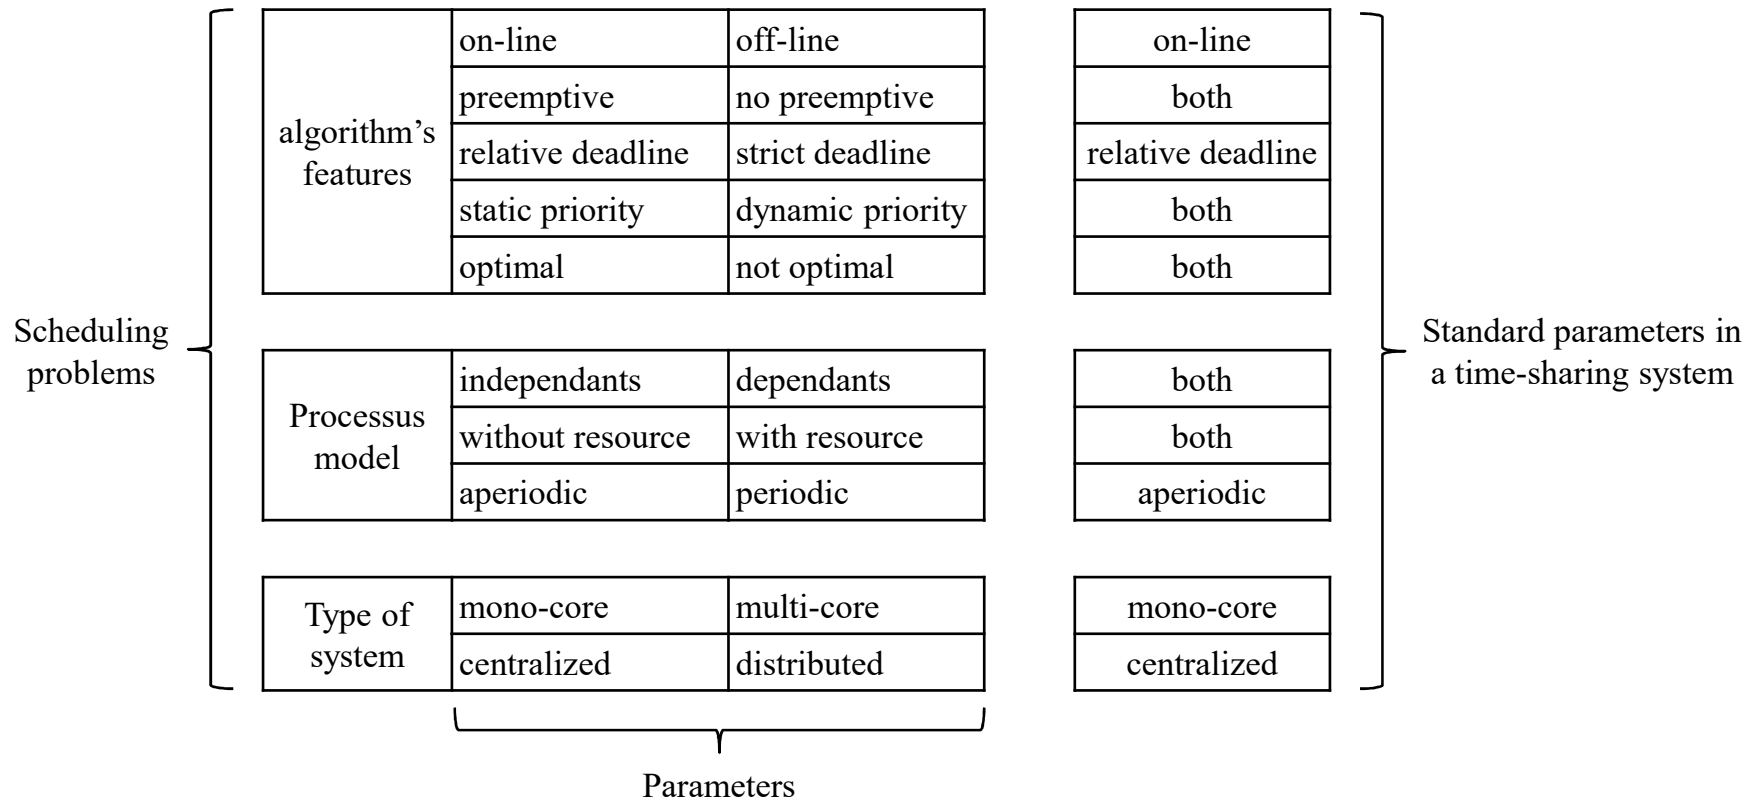 on-line off-line on-line
preemptive no preemptive both
algorithm's
features
relative deadline strict deadline relative deadline
static priority dynamic priority both
optimal not optimal both
Scheduling
problems
Standard parameters in
a time-sharing system
independants dependants both
Processus
model
without resource with resource both
aperiodic periodic aperiodic
Type of
system
mono-core multi-core mono-core
centralized distributed centralized
Parameters